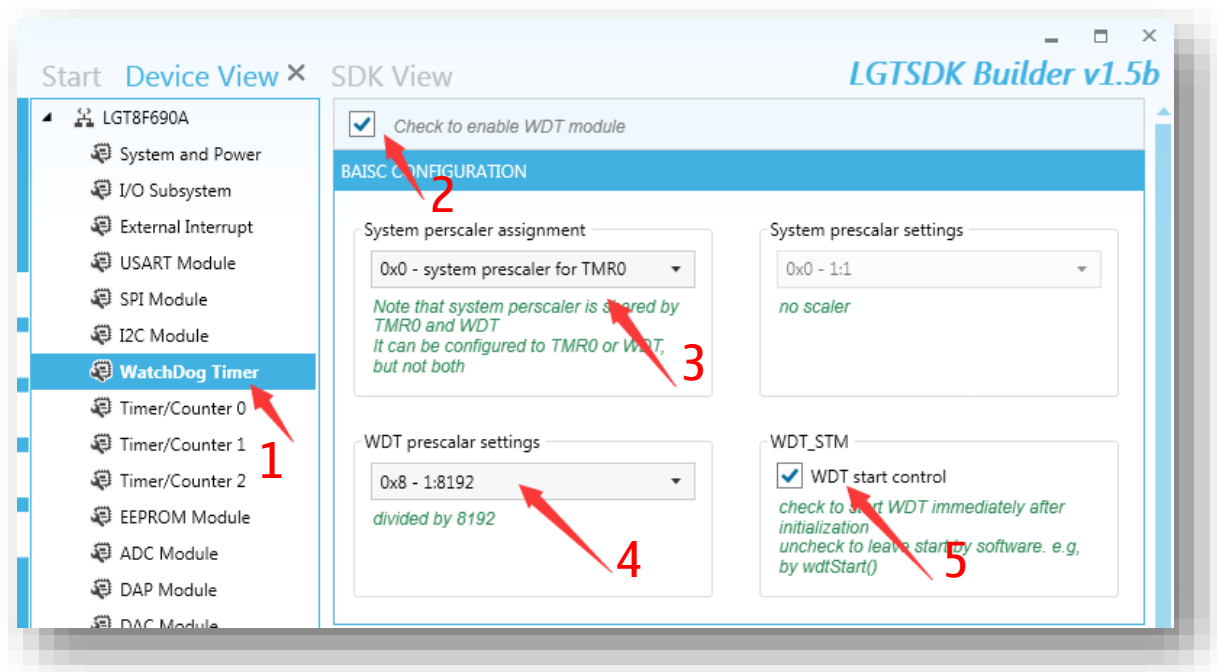 Start Device View SDK View LGTSDK Builder v1.5b
LGT8F690A
System and Power
I/O Subsystem
External Interrupt
USART Module
SPI Module
I2C Module
WatchDog Timer
Timer/Counter 0
Timer/Counter 1
1
Timer/Counter 2
EEPROM Module
ADC Module
DAP Module
DAC Module
Check to enable WDT module
2
BAISC CONFIGURATION
System perscaler assignment
0x0 - system prescaler for TMR0
Note that system perscaler is shared by
TMR0 and WDT
It can be configured to TMR0 or WDT,
but not both
3
System prescalar settings
0x0 - 1:1
no scaler
WDT prescalar settings
0x8 - 1:8192
divided by 8192
4
WDT_STM
WDT start control
check to start WDT immediately after
initialization
uncheck to leave start by software. e.g,
by wdtStart()
5